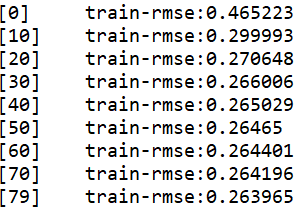 [0] train-rmse:0.465223
[10] train-rmse:0.299993
[20] train-rmse:0.270648
[30] train-rmse:0.266006
[40] train-rmse:0.265029
[50] train-rmse:0.26465
[60] train-rmse:0.264401
[70] train-rmse:0.264196
[79] train-rmse:0.263965